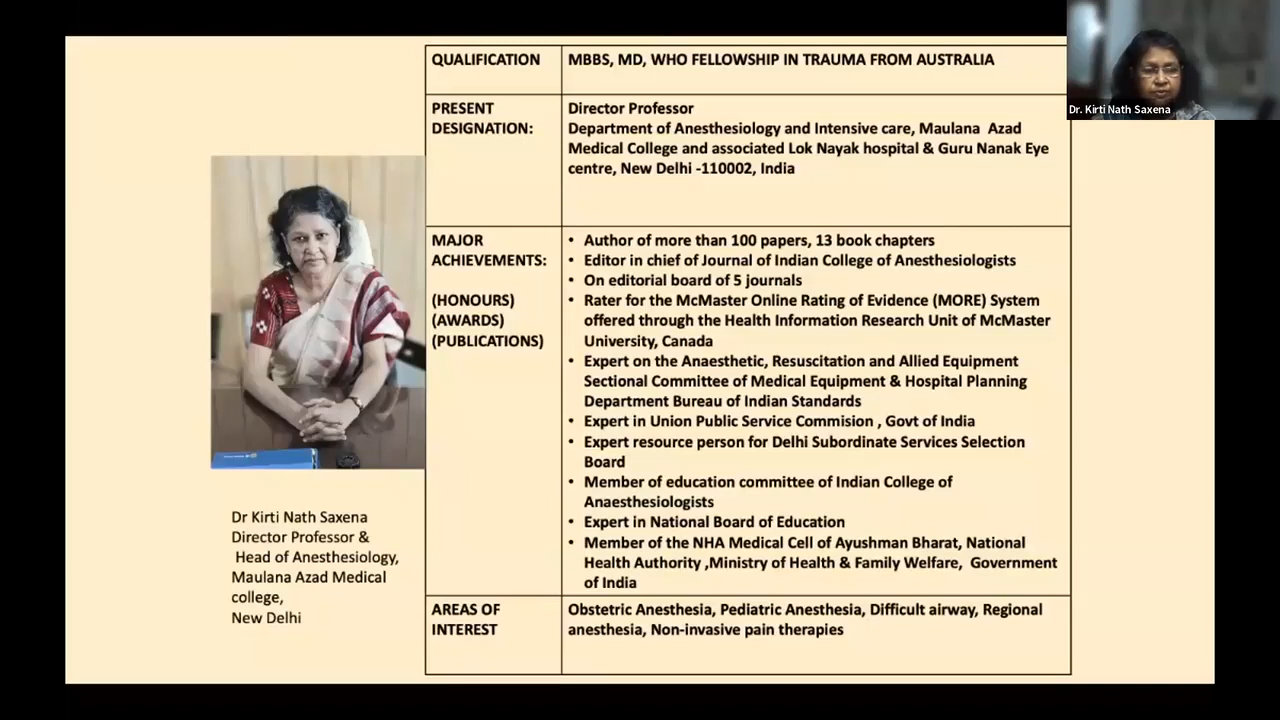 QUALIFICATION
MBBS, MD, WHO FELLOWSHIP IN TRAUMA FROM AUSTRALIA
PRESENT
DESIGNATION:
Director Professor
Department of Anesthesiology and Intensive care, Maulana Azad
Medical College and associated Lok Nayak hospital & Guru Nanak Eye
centre, New Delhi -110002, India
MAJOR
ACHIEVEMENTS:
(HONOURS)
(AWARDS)
(PUBLICATIONS)
• Author of more than 100 papers, 13 book chapters
• Editor in chief of Journal of Indian College of Anesthesiologists
• On editorial board of 5 journals
• Rater for the McMaster Online Rating of Evidence (MORE) System
offered through the Health Information Research Unit of McMaster
University, Canada
• Expert on the Anaesthetic, Resuscitation and Allied Equipment
Sectional Committee of Medical Equipment & Hospital Planning
Department Bureau of Indian Standards
• Expert in Union Public Service Commision , Govt of India
• Expert resource person for Delhi Subordinate Services Selection
Board
• Member of education committee of Indian College of
Anaesthesiologists
• Expert in National Board of Education
• Member of the NHA Medical Cell of Ayushman Bharat, National
Health Authority ,Ministry of Health & Family Welfare, Government
of India
AREAS OF
INTEREST
Obstetric Anesthesia, Pediatric Anesthesia, Difficult airway, Regional
anesthesia, Non-invasive pain therapies
Dr Kirti Nath Saxena
Director Professor &
Head of Anesthesiology,
Maulana Azad Medical
college,
New Delhi
Dr. Kirti Nath Saxena